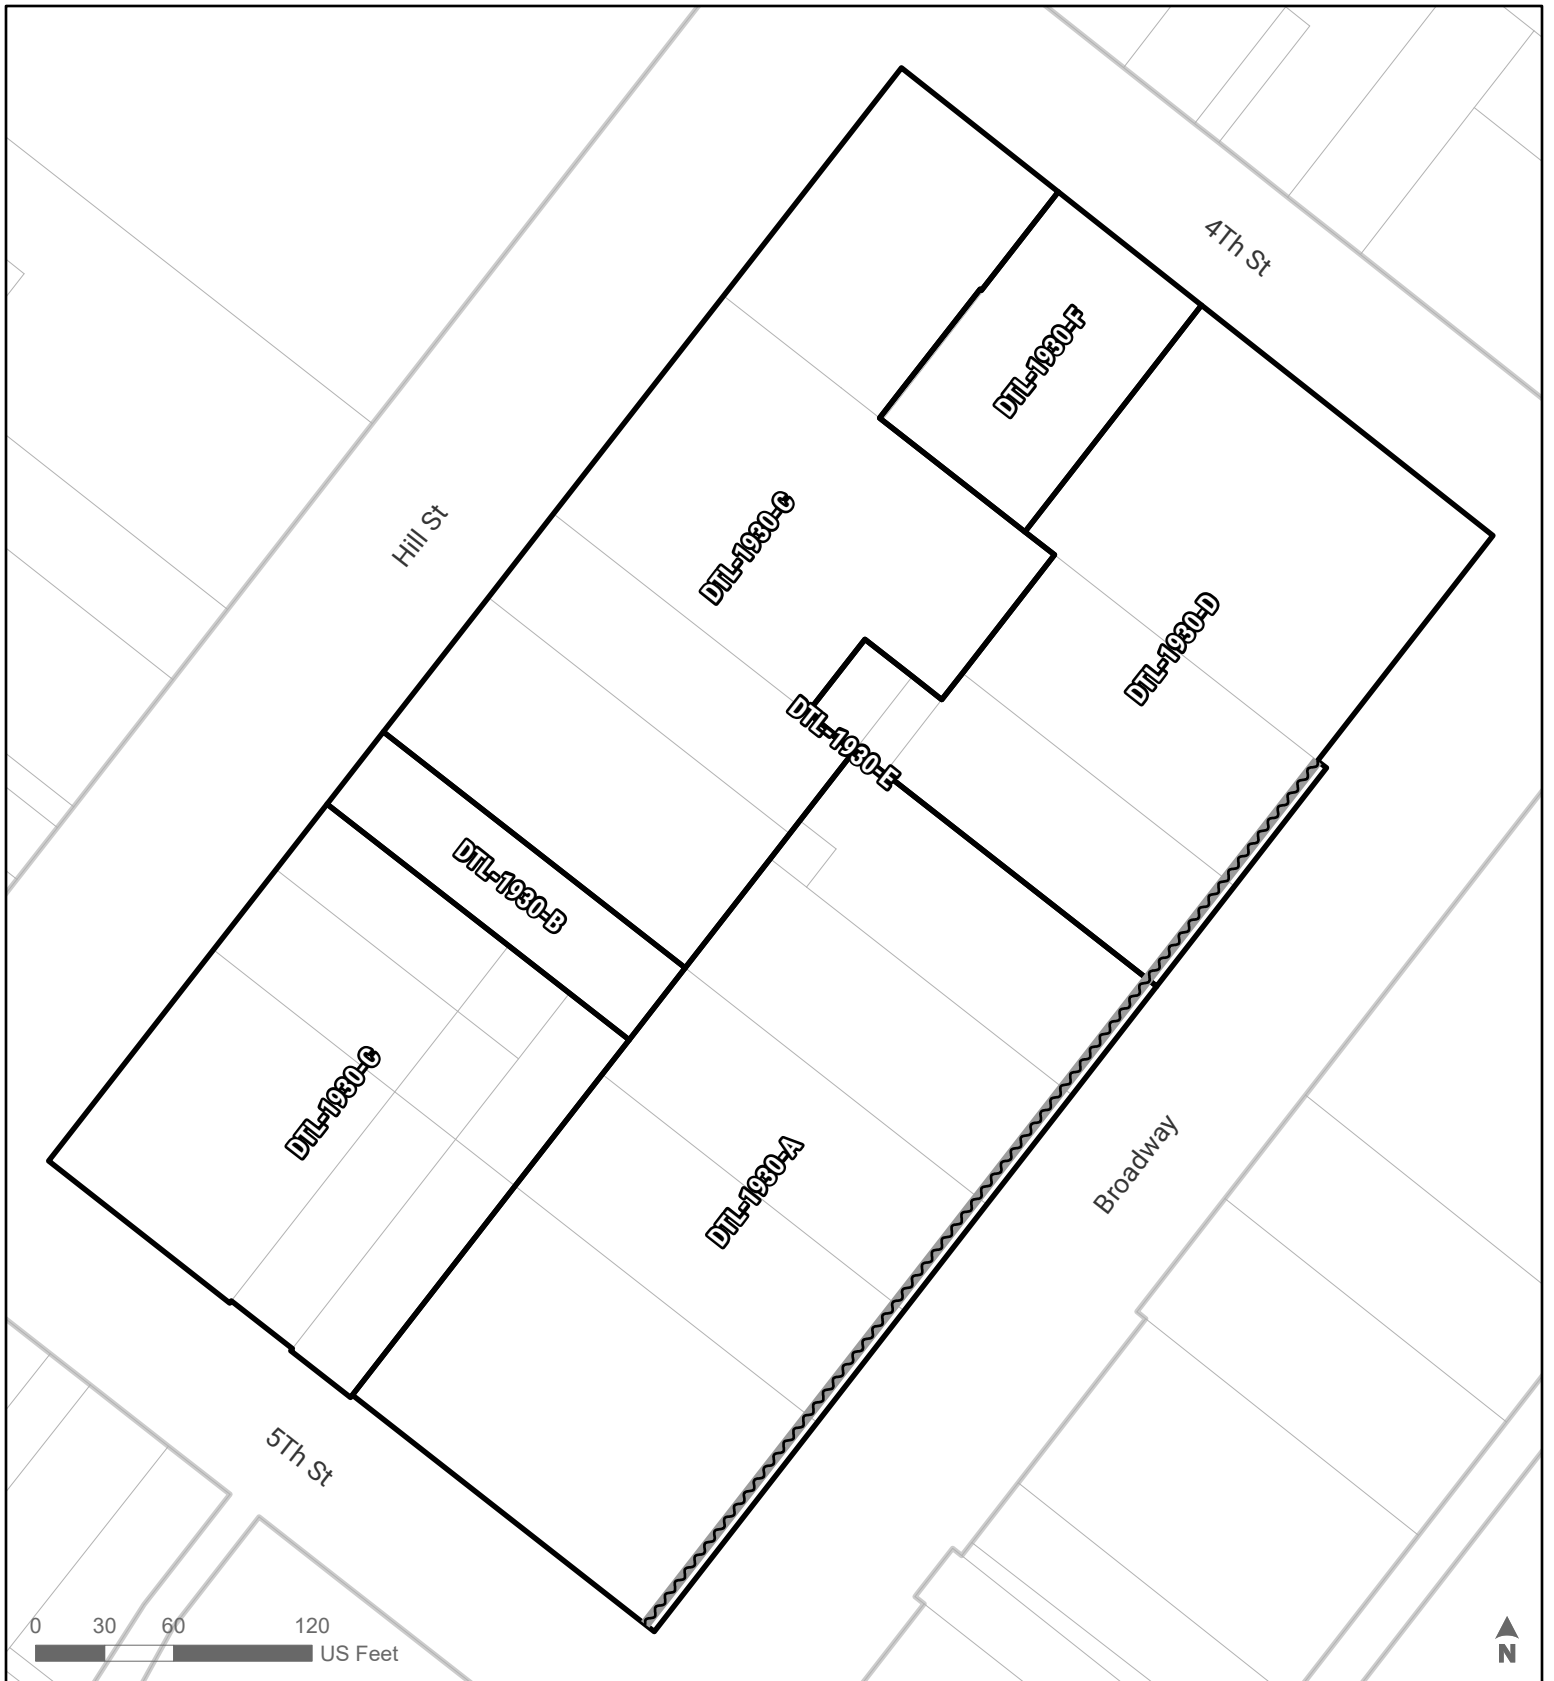 4Th St
DTL-1930-F
Hill St
DTL-1930-C
DTL-1930-D
DTL-1930-E
DTL-1930-B
DTL-1930-C
DTL-1930-A
Broadway
5Th St
0 30 60 120
US Feet
N